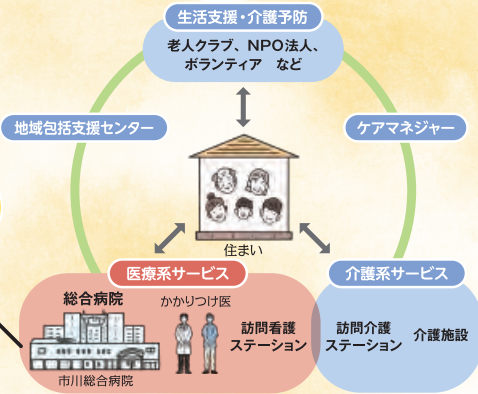 生活支援・介護予防
老人クラブ、NPO法人、
ボランティア　など
地域包括支援センター
ケアマネジャー
住まい
医療系サービス
介護系サービス
総合病院
市川総合病院
かかりつけ医
訪問看護
ステーション
訪問介護
ステーション
介護施設